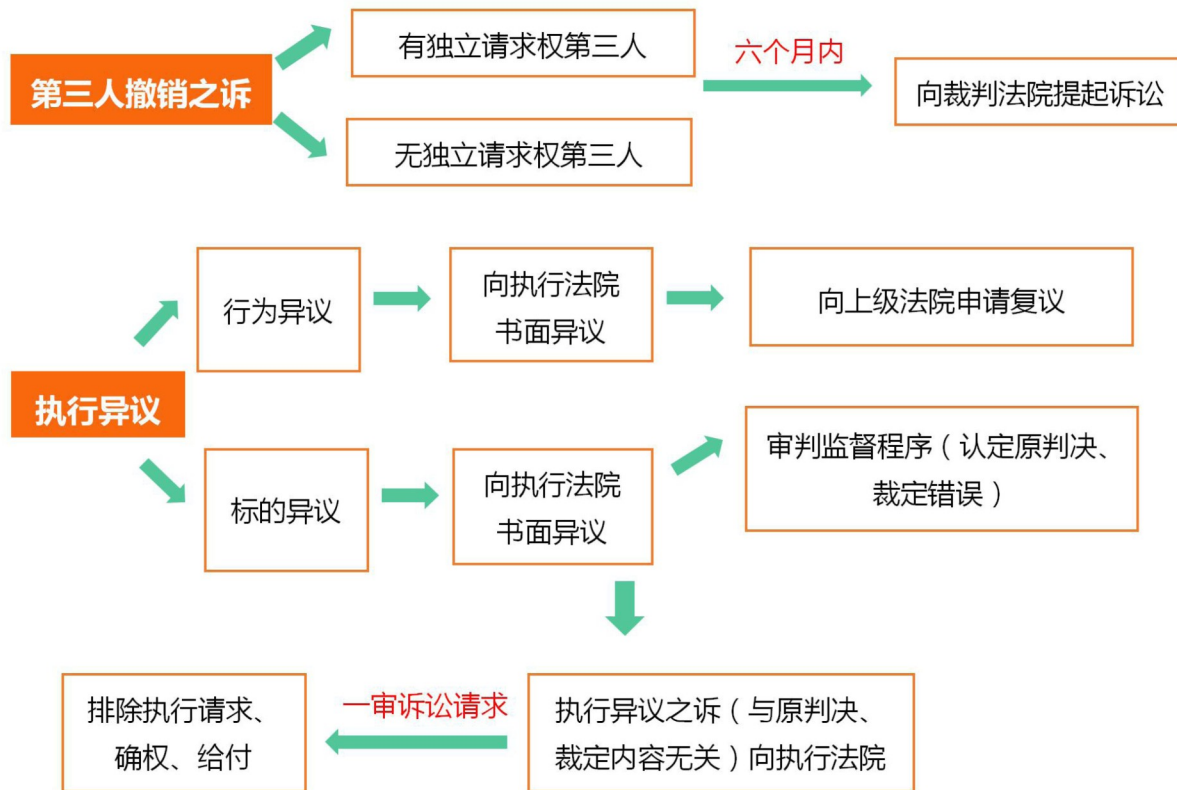 第三人撤销之诉
有独立请求权第三人
六个月内
向裁判法院提起诉讼
无独立请求权第三人
执行异议
行为异议
向执行法院
书面异议
向上级法院申请复议
标的异议
向执行法院
书面异议
审判监督程序（认定原判决、
裁定错误）
执行异议之诉（与原判决、
裁定内容无关）向执行法院
一审诉讼请求
排除执行请求、
确权、给付